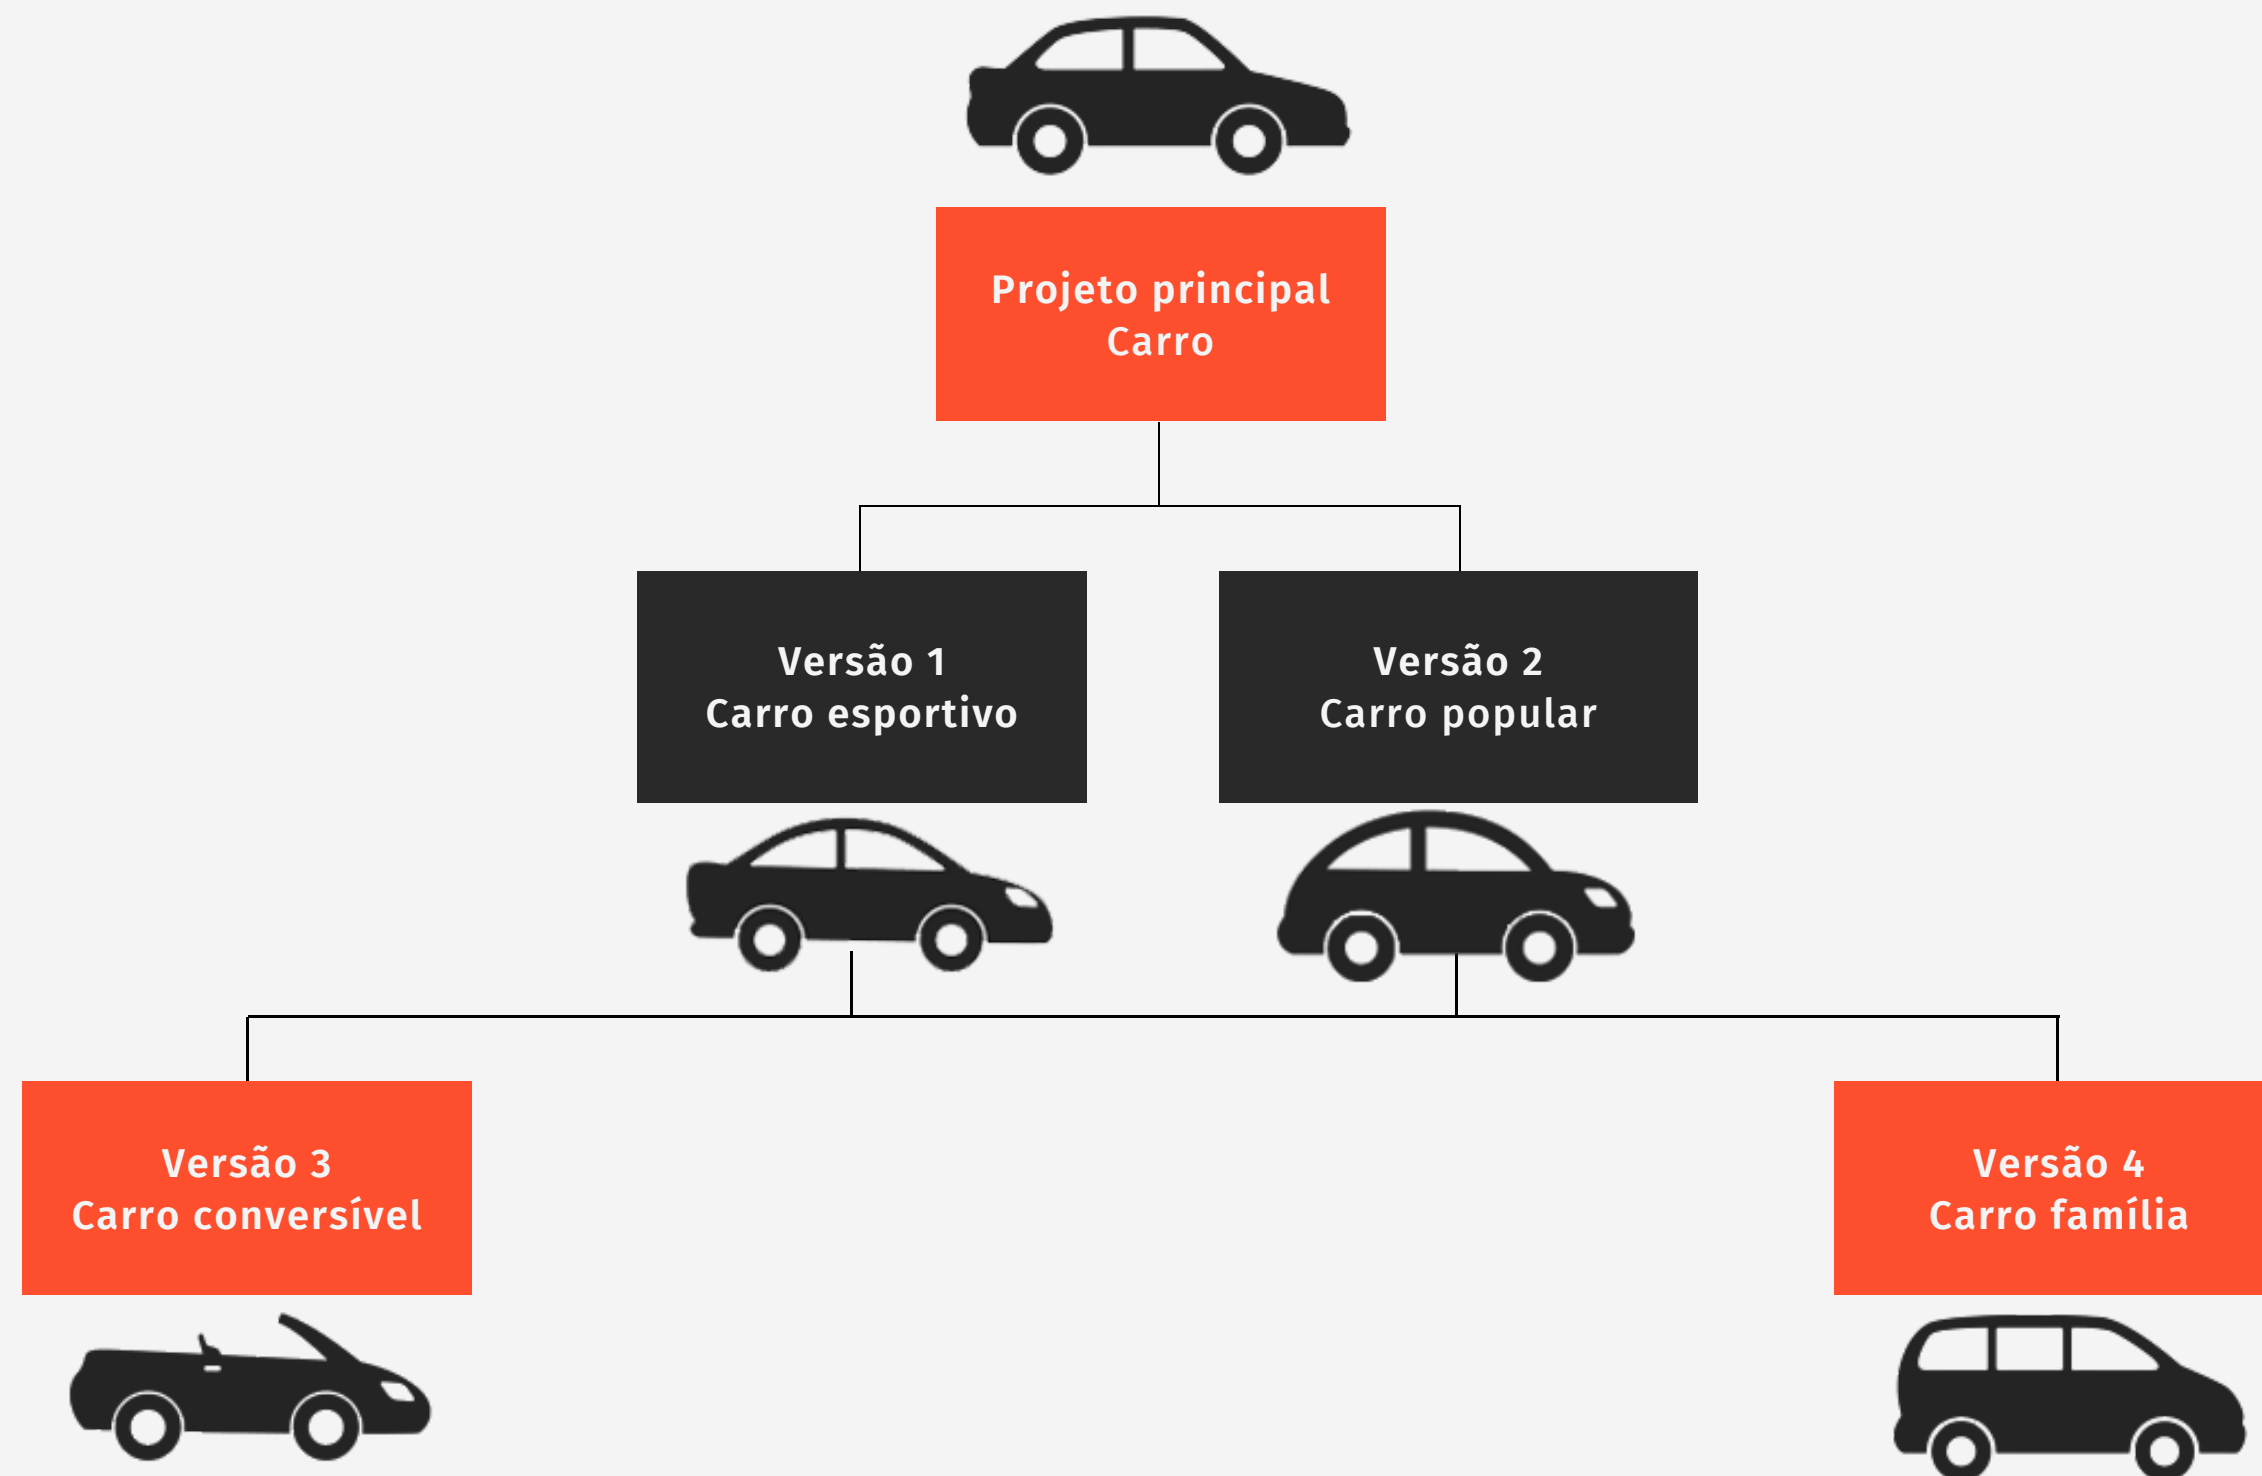 Projeto principal
Carro
Versão 1
Carro esportivo
Versão 2
Carro popular
Versão 3
Carro conversível
Versão 4
Carro família